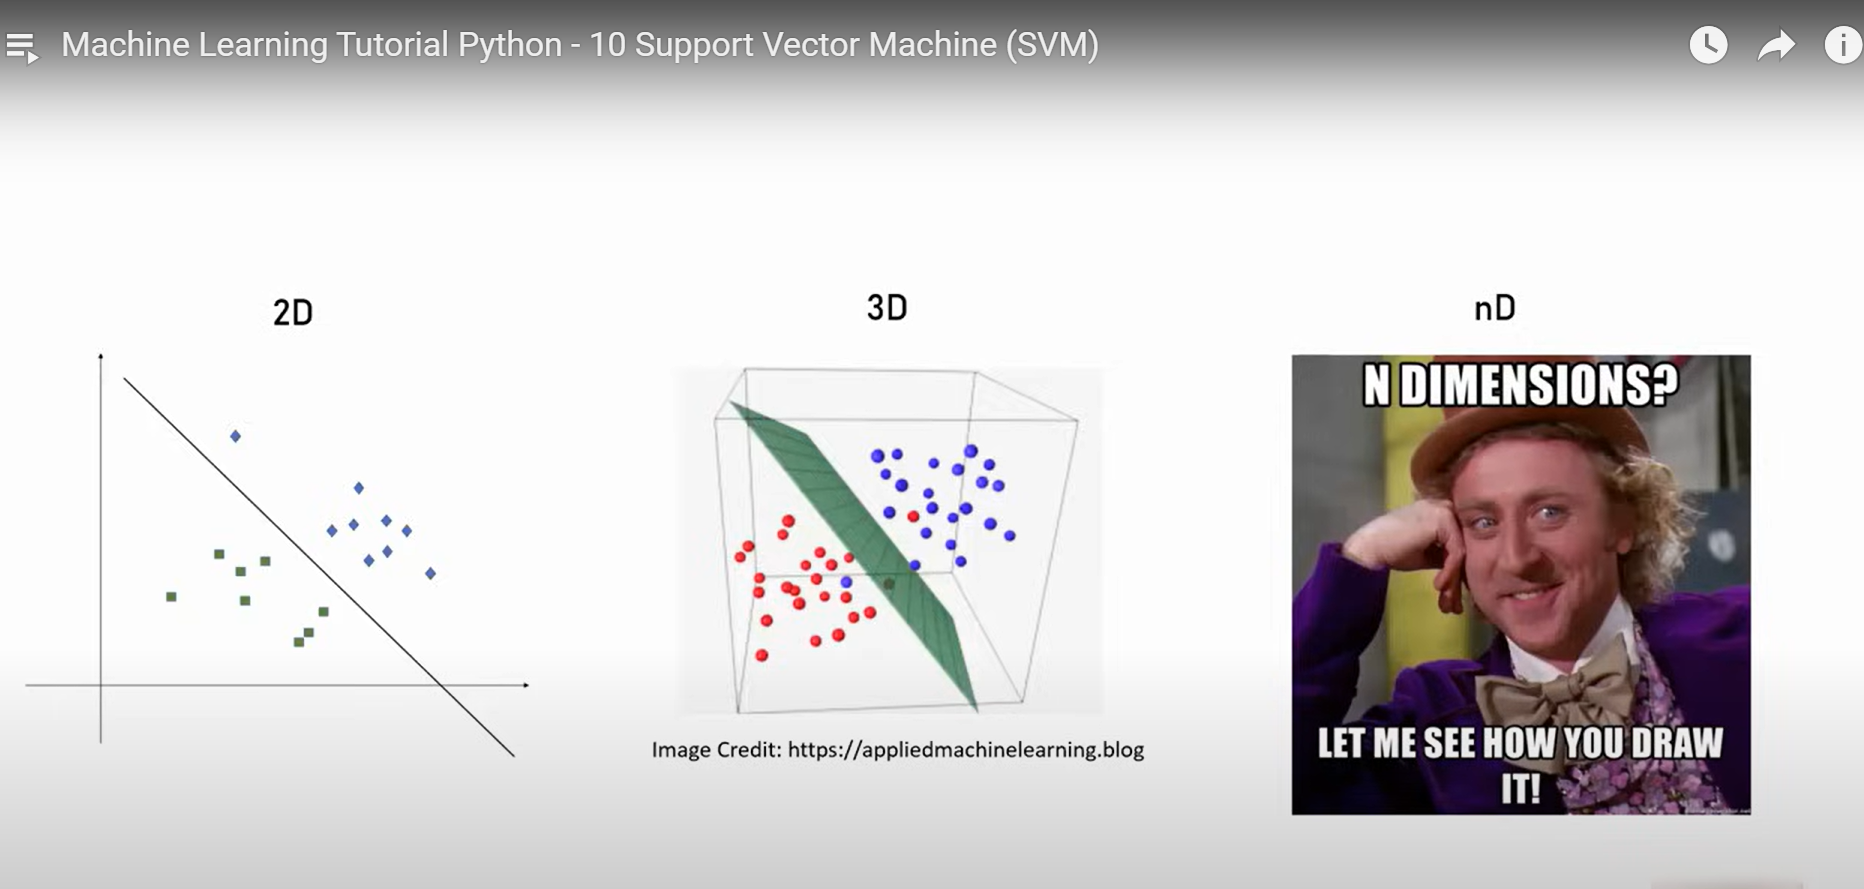 Machine Learning Tutorial Python - 10 Support Vector Machine (SVM)
2D
3D
nD
N DIMENSIONS?
LET ME SEE HOW YOU DRAW
IT!
Image Credit: https://appliedmachinelearning.blog